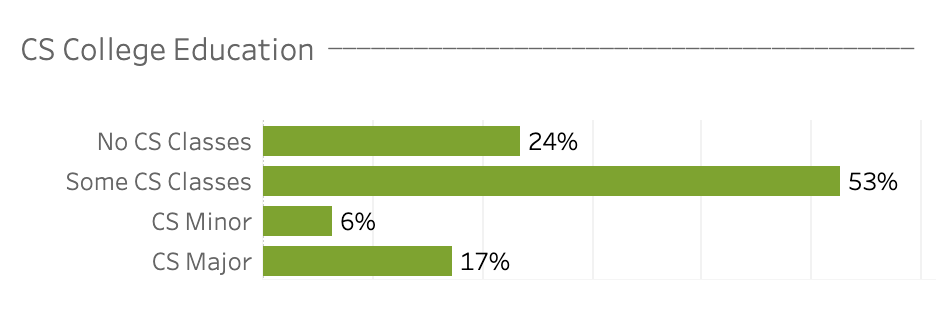 CS College Education
No CS Classes 24%
Some CS Classes 53%
CS Minor 6%
CS Major 17%